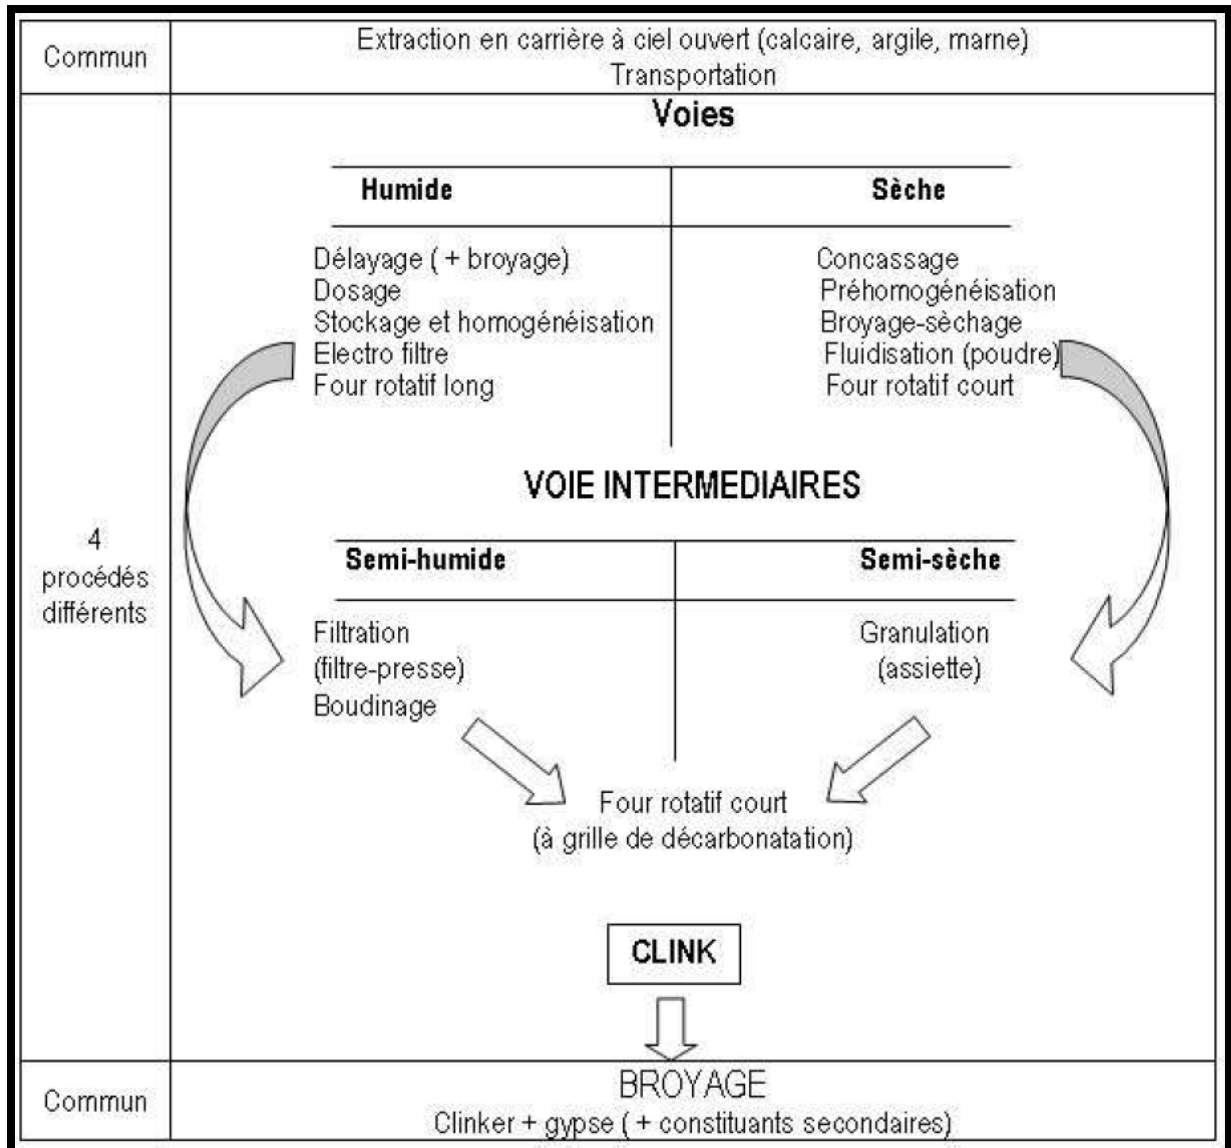 Commun
Extraction en carrière à ciel ouvert (calcaire, argile, marne)
Transportation
Voies
Humide
Sèche
Délayage ( + broyage)
Dosage
Stockage et homogénéisation
Electro filtre
Four rotatif long
Concassage
Préhomogénéisation
Broyage-sèchage
Fluidisation (poudre)
Four rotatif court
VOIE INTERMEDIAIRES
4
procédés
différents
Semi-humide
Semi-sèche
Filtration
(filtre-presse)
Boudinage
Granulation
(assiette)
Four rotatif court
(à grille de décarbonatation)
CLINK
Commun
BROYAGE
Clinker + gypse ( + constituants secondaires)